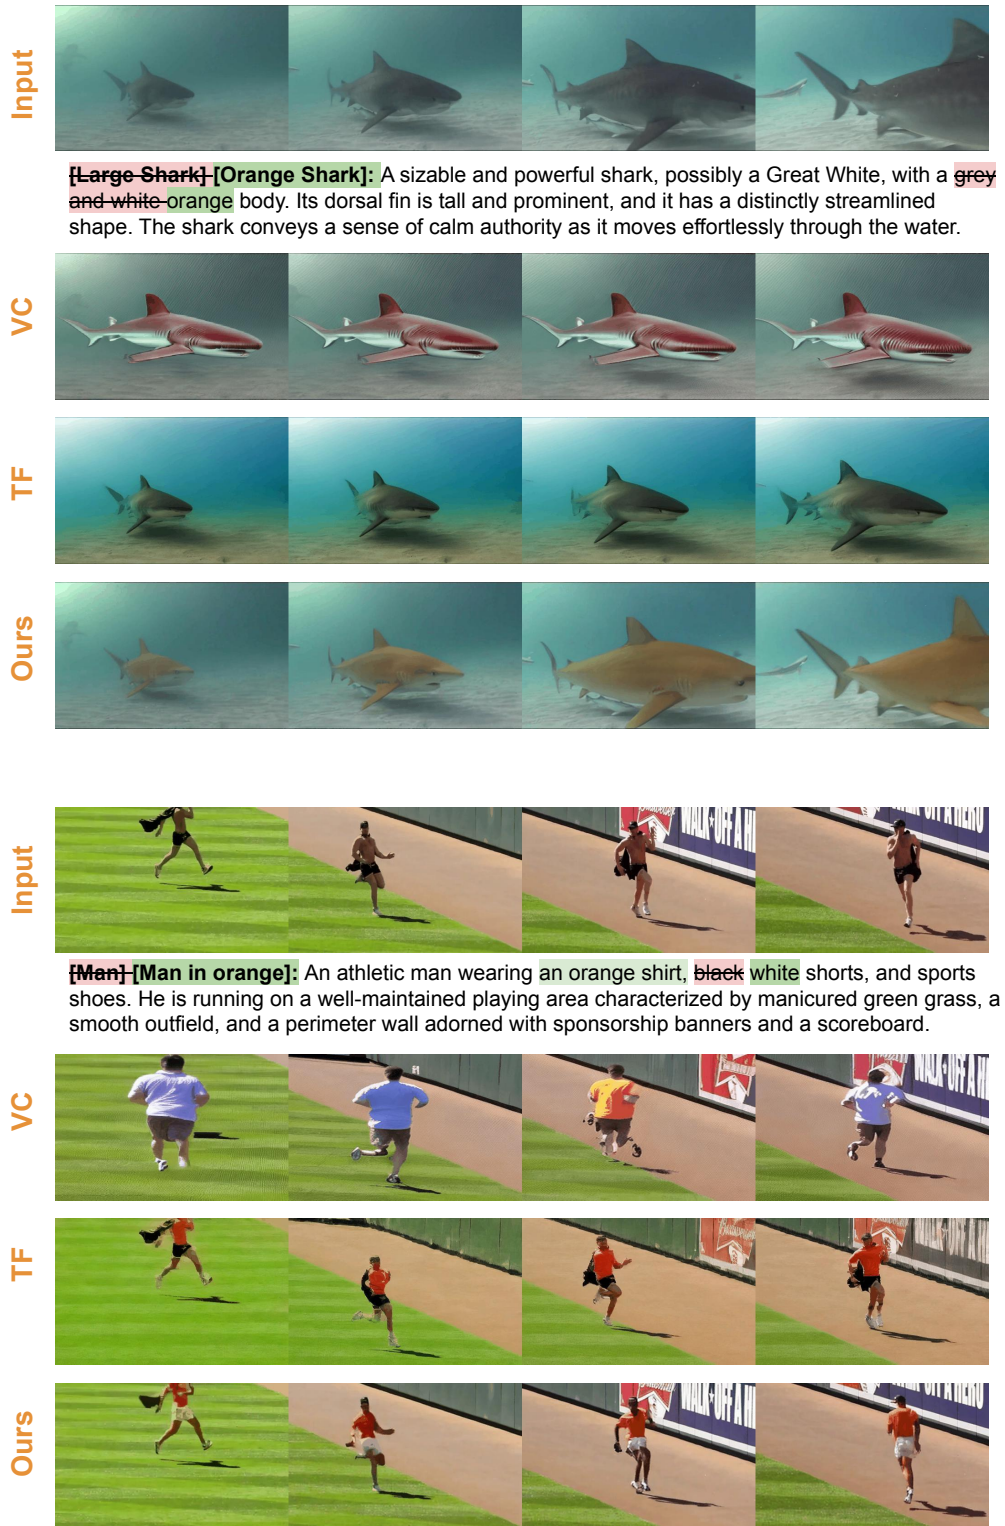 Input
[Large Shark] [Orange Shark]: A sizable and powerful shark, possibly a Great White, with a grey
and white orange body. Its dorsal fin is tall and prominent, and it has a distinctly streamlined
shape. The shark conveys a sense of calm authority as it moves effortlessly through the water.
VC
TF
Ours
Input
WALK-OFF A HERO
[Man] [Man in orange]: An athletic man wearing an orange shirt, black white shorts, and sports
shoes. He is running on a well-maintained playing area characterized by manicured green grass, a
smooth outfield, and a perimeter wall adorned with sponsorship banners and a scoreboard.
VC
TF
Ours